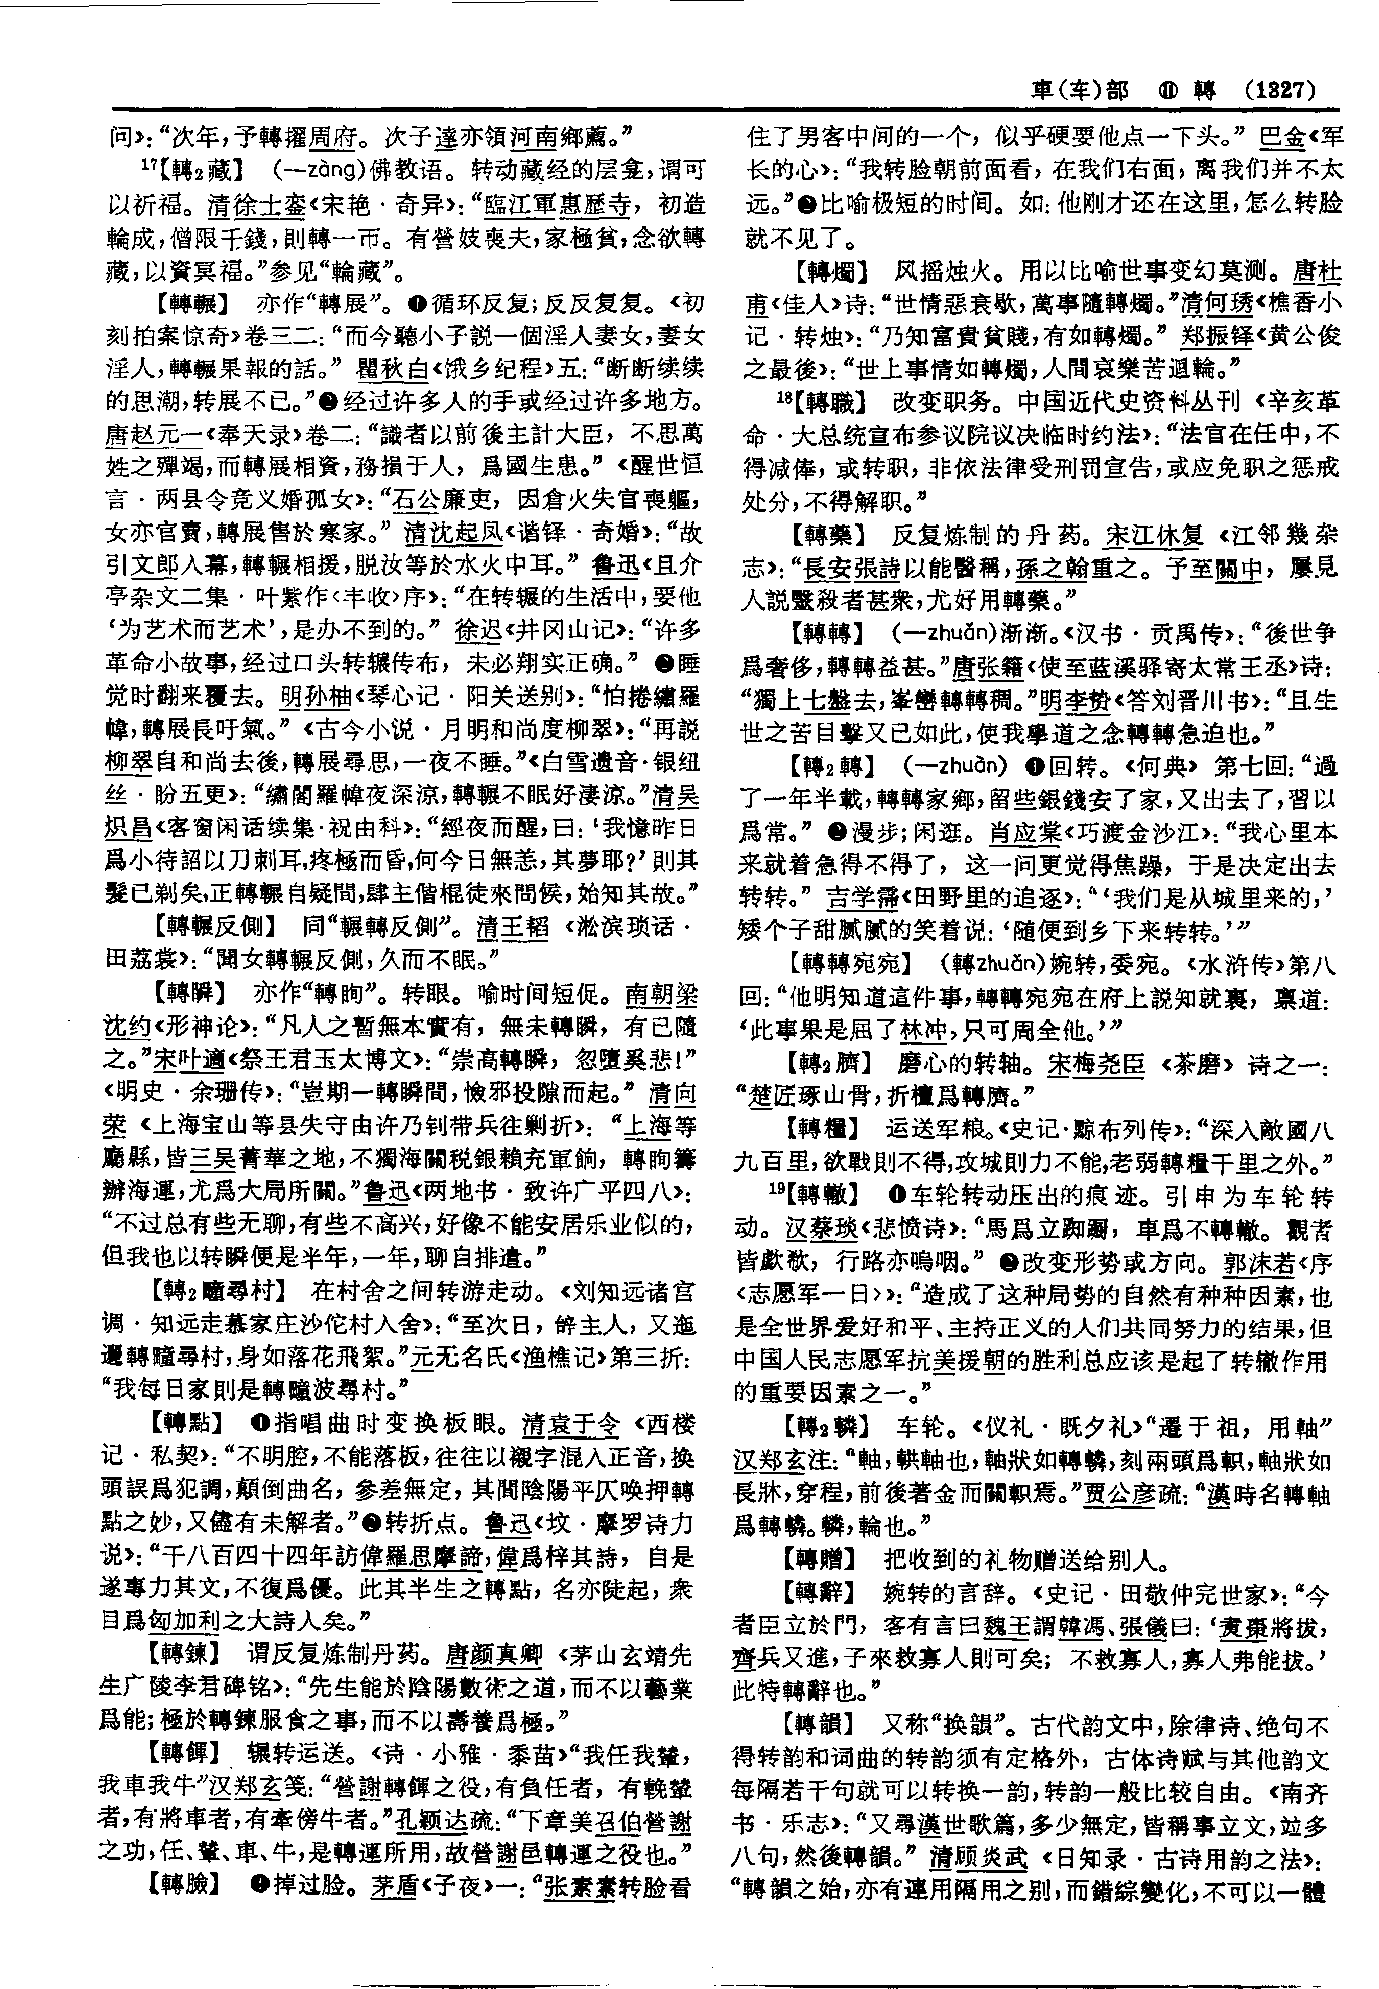 車(车)部 ⑪ 轉 (1327)
问》：“次年，予轉擢周府。次子逵亦領河南鄉薦。”
17【轉2藏】 (—zàng)佛教语。转动藏经的层龛，谓可
以祈福。清徐士銮《宋艳·奇异》：“臨江軍惠歷寺，初造
輪成，僧限千錢，則轉一帀。有營妓喪夫，家極貧，念欲轉
藏，以資冥福。”参见“輪藏”。
【轉輾】 亦作“轉展”。❶循环反复；反反复复。《初
刻拍案惊奇》卷三二：“而今聽小子説一個淫人妻女，妻女
淫人，轉輾果報的話。”瞿秋白《饿乡纪程》五：“断断续续
的思潮，转展不已。”❷经过许多人的手或经过许多地方。
唐赵元一《奉天录》卷二：“識者以前後主計大臣，不思萬
姓之殫竭，而轉展相資，務損于人，爲國生患。”《醒世恒
言·两县令竞义婚孤女》：“石公廉吏，因倉火失官喪軀，
女亦官賣，轉展售於寒家。”清沈起凤《谐铎·奇婚》：“故
引文郎入幕，轉輾相援，脱汝等於水火中耳。”鲁迅《且介
亭杂文二集·叶紫作〈丰收〉序》：“在转辗的生活中，要他
‘为艺术而艺术’，是办不到的。”徐迟《井冈山记》：“许多
革命小故事，经过口头转辗传布，未必翔实正确。”❸睡
觉时翻来覆去。明孙柚《琴心记·阳关送别》：“怕捲繡羅
幃，轉展長吁氣。”《古今小说·月明和尚度柳翠》：“再説
柳翠自和尚去後，轉展尋思，一夜不睡。”《白雪遗音·银纽
丝·盼五更》：“繡閣羅幃夜深涼，轉輾不眠好淒涼。”清吴
炽昌《客窗闲话续集·祝由科》：“經夜而醒，曰：‘我憶昨日
爲小待詔以刀刺耳，疼極而昏，何今日無恙，其夢耶？’則其
髮已剃矣，正轉輾自疑間，肆主偕棍徒來問候，始知其故。”
【轉輾反側】 同“輾轉反側”。清王韬《淞滨琐话·
田荔裳》：“聞女轉輾反側，久而不眠。”
【轉瞬】 亦作“轉眴”。转眼。喻时间短促。南朝梁
沈约《形神论》：“凡人之暫無本實有，無未轉瞬，有已隨
之。”宋叶適《祭王君玉太博文》：“崇高轉瞬，忽墮奚悲！”
《明史·余珊传》：“豈期一轉瞬間，憸邪投隙而起。”清向
荣《上海宝山等县失守由许乃钊带兵往剿折》：“上海等
廳縣，皆三吴菁華之地，不獨海關税銀賴充軍餉，轉眴籌
辦海運，尤爲大局所關。”鲁迅《两地书·致许广平四八》：
“不过总有些无聊，有些不高兴，好像不能安居乐业似的，
但我也以转瞬便是半年，一年，聊自排遣。”
【轉2疃尋村】 在村舍之间转游走动。《刘知远诸宫
调·知远走慕家庄沙佗村入舍》：“至次日，辞主人，又迤
邐轉疃尋村，身如落花飛絮。”元无名氏《渔樵记》第三折：
“我每日家則是轉疃波尋村。”
【轉點】 ❶指唱曲时变换板眼。清袁于令《西楼
记·私契》：“不明腔，不能落板，往往以襯字混入正音，换
頭誤爲犯調，顛倒曲名，參差無定，其間陰陽平仄唤押轉
點之妙，又儘有未解者。”❷转折点。鲁迅《坟·摩罗诗力
说》：“千八百四十四年訪偉羅思摩諦，偉爲梓其詩，自是
遂專力其文，不復爲優。此其半生之轉點，名亦陡起，衆
目爲匈加利之大詩人矣。”
【轉鍊】 谓反复炼制丹药。唐颜真卿《茅山玄靖先
生广陵李君碑铭》：“先生能於陰陽數術之道，而不以藝業
爲能；極於轉鍊服食之事，而不以壽養爲極。”
【轉餫】 辗转运送。《诗·小雅·黍苗》“我任我輦，
我車我牛”汉郑玄笺：“營謝轉餫之役，有負任者，有輓輦
者，有將車者，有牽傍牛者。”孔颖达疏：“下章美召伯營謝
之功，任、輦、車、牛，是轉運所用，故營謝邑轉運之役也。”
【轉臉】 ❶掉过脸。茅盾《子夜》一：“张素素转脸看
住了男客中间的一个，似乎硬要他点一下头。”巴金《军
长的心》：“我转脸朝前面看，在我们右面，离我们并不太
远。”❷比喻极短的时间。如：他刚才还在这里，怎么转脸
就不见了。
【轉燭】 风摇烛火。用以比喻世事变幻莫测。唐杜
甫《佳人》诗：“世情惡衰歇，萬事隨轉燭。”清何琇《樵香小
记·转烛》：“乃知富貴貧賤，有如轉燭。”郑振铎《黄公俊
之最後》：“世上事情如轉燭，人間哀樂苦迴輪。”
18【轉職】 改变职务。中国近代史资料丛刊《辛亥革
命·大总统宣布参议院议决临时约法》：“法官在任中，不
得减俸，或转职，非依法律受刑罚宣告，或应免职之惩戒
处分，不得解职。”
【轉藥】 反复炼制的丹药。宋江休复《江邻幾杂
志》：“長安張詩以能醫稱，孫之翰重之。予至關中，屢見
人説毉殺者甚衆，尤好用轉藥。”
【轉轉】 (—zhuǎn)渐渐。《汉书·贡禹传》：“後世争
爲奢侈，轉轉益甚。”唐张籍《使至蓝溪驿寄太常王丞》诗：
“獨上七盤去，峯巒轉轉稠。”明李贽《答刘晋川书》：“且生
世之苦目擊又已如此，使我學道之念轉轉急迫也。”
【轉2轉】 (—zhuàn) ❶回转。《何典》第七回：“過
了一年半載，轉轉家鄉，留些銀錢安了家，又出去了，習以
爲常。”❷漫步；闲逛。肖应棠《巧渡金沙江》：“我心里本
来就着急得不得了，这一问更觉得焦躁，于是决定出去
转转。”吉学霈《田野里的追逐》：“‘我们是从城里来的，’
矮个子甜腻腻的笑着说：‘随便到乡下来转转。’”
【轉轉宛宛】 (轉zhuǎn)婉转，委宛。《水浒传》第八
回：“他明知道這件事，轉轉宛宛在府上説知就裏，禀道：
‘此事果是屈了林冲，只可周全他。’”
【轉2臍】 磨心的转轴。宋梅尧臣《茶磨》诗之一：
“楚匠琢山骨，折檀爲轉臍。”
【轉糧】 运送军粮。《史记·黥布列传》：“深入敵國八
九百里，欲戰則不得，攻城則力不能，老弱轉糧千里之外。”
19【轉轍】 ❶车轮转动压出的痕迹。引申为车轮转
动。汉蔡琰《悲愤诗》：“馬爲立踟蹰，車爲不轉轍。觀者
皆歔欷，行路亦嗚咽。”❷改变形势或方向。郭沫若《序
〈志愿军一日〉》：“造成了这种局势的自然有种种因素，也
是全世界爱好和平、主持正义的人们共同努力的结果，但
中国人民志愿军抗美援朝的胜利总应该是起了转辙作用
的重要因素之一。”
【轉2轔】 车轮。《仪礼·既夕礼》“遷于祖，用軸”
汉郑玄注：“軸，輁軸也，軸狀如轉轔，刻兩頭爲軹，軸狀如
長牀，穿桯，前後著金而關軹焉。”贾公彦疏：“漢時名轉軸
爲轉轔。轔，輪也。”
【轉贈】 把收到的礼物赠送给别人。
【轉辭】 婉转的言辞。《史记·田敬仲完世家》：“今
者臣立於門，客有言曰魏王謂韓馮、張儀曰：‘煑棗將拔，
齊兵又進，子來救寡人則可矣；不救寡人，寡人弗能拔。’
此特轉辭也。”
【轉韻】 又称“换韻”。古代韵文中，除律诗、绝句不
得转韵和词曲的转韵须有定格外，古体诗赋与其他韵文
每隔若干句就可以转换一韵，转韵一般比较自由。《南齐
书·乐志》：“又尋漢世歌篇，多少無定，皆稱事立文，竝多
八句，然後轉韻。”清顾炎武《日知录·古诗用韵之法》：
“轉韻之始，亦有連用隔用之别，而錯綜變化，不可以一體